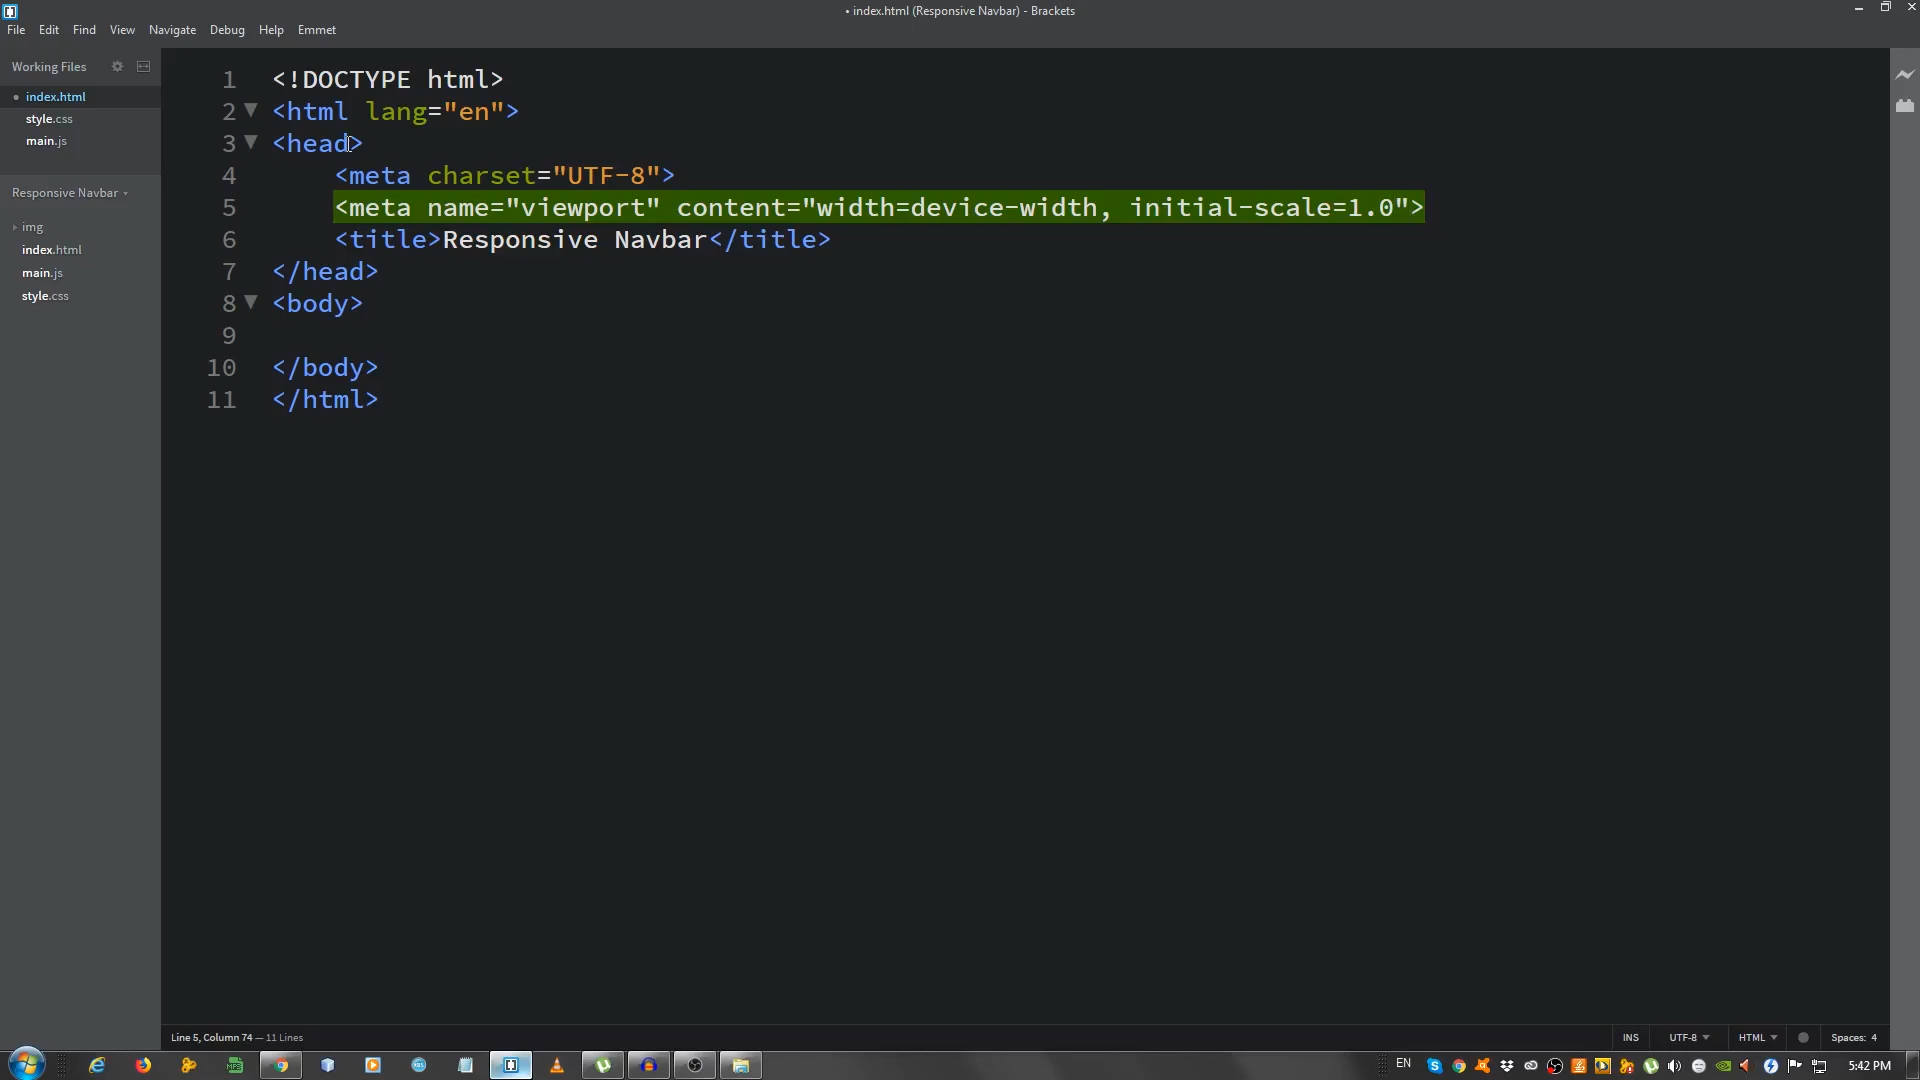 • index.html (Responsive Navbar) - Brackets
File Edit Find View Navigate Debug Help Emmet
Working Files
• index.html
style.css
main.js
Responsive Navbar
img
index.html
main.js
style.css
1 <!DOCTYPE html>
2 <html lang="en">
3 <head>
4 <meta charset="UTF-8">
5 <meta name="viewport" content="width=device-width, initial-scale=1.0">
6 <title>Responsive Navbar</title>
7 </head>
8 <body>
9
10 </body>
11 </html>
Line 5, Column 74 — 11 Lines INS UTF-8 HTML Spaces: 4
EN 5:42 PM